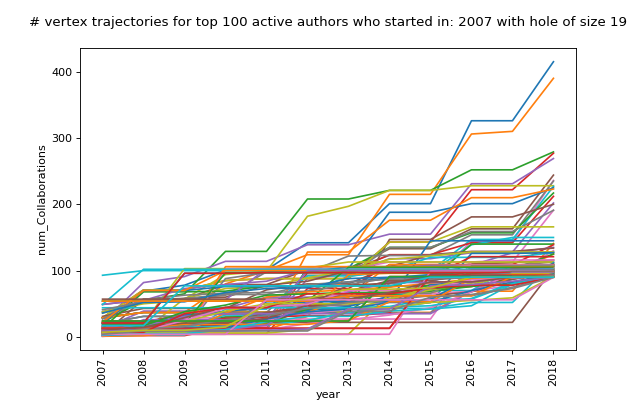 # vertex trajectories for top 100 active authors who started in: 2007 with hole of size 19
400
300
200
100
0
num_Collaborations
2007 2008 2009 2010 2011 2012 2013 2014 2015 2016 2017 2018
year